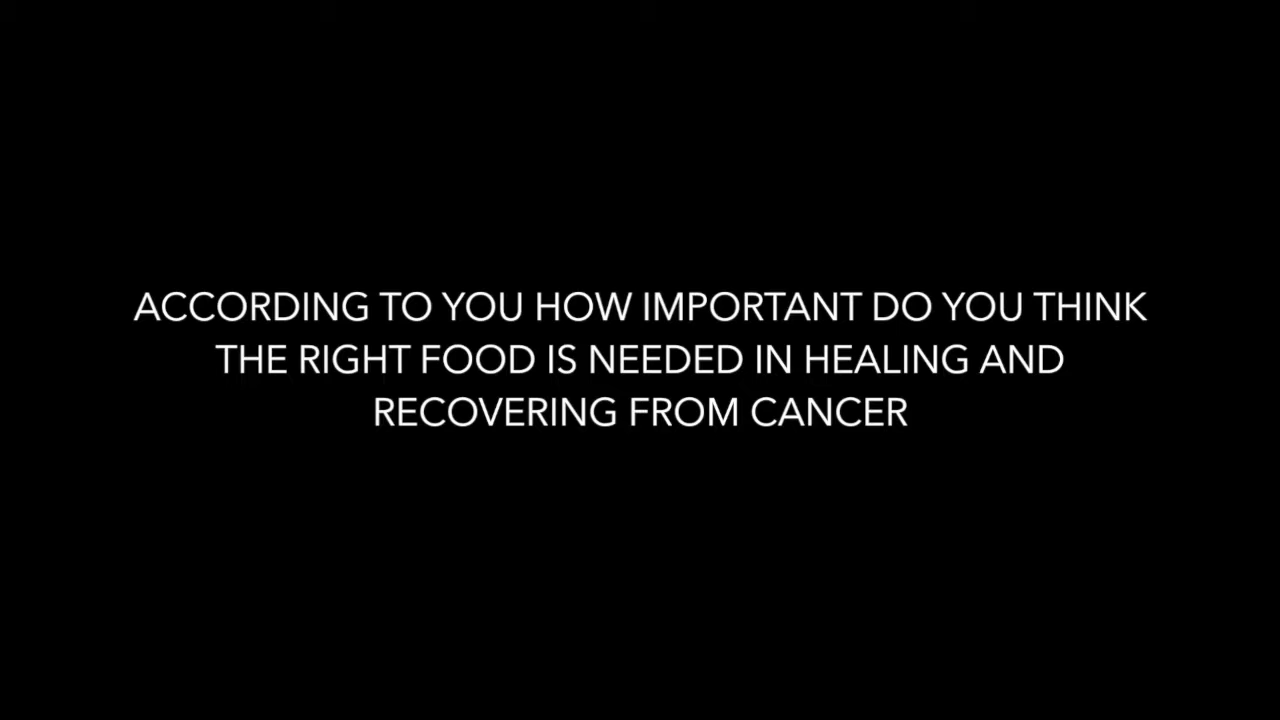 ACCORDING TO YOU HOW IMPORTANT DO YOU THINK
THE RIGHT FOOD IS NEEDED IN HEALING AND
RECOVERING FROM CANCER